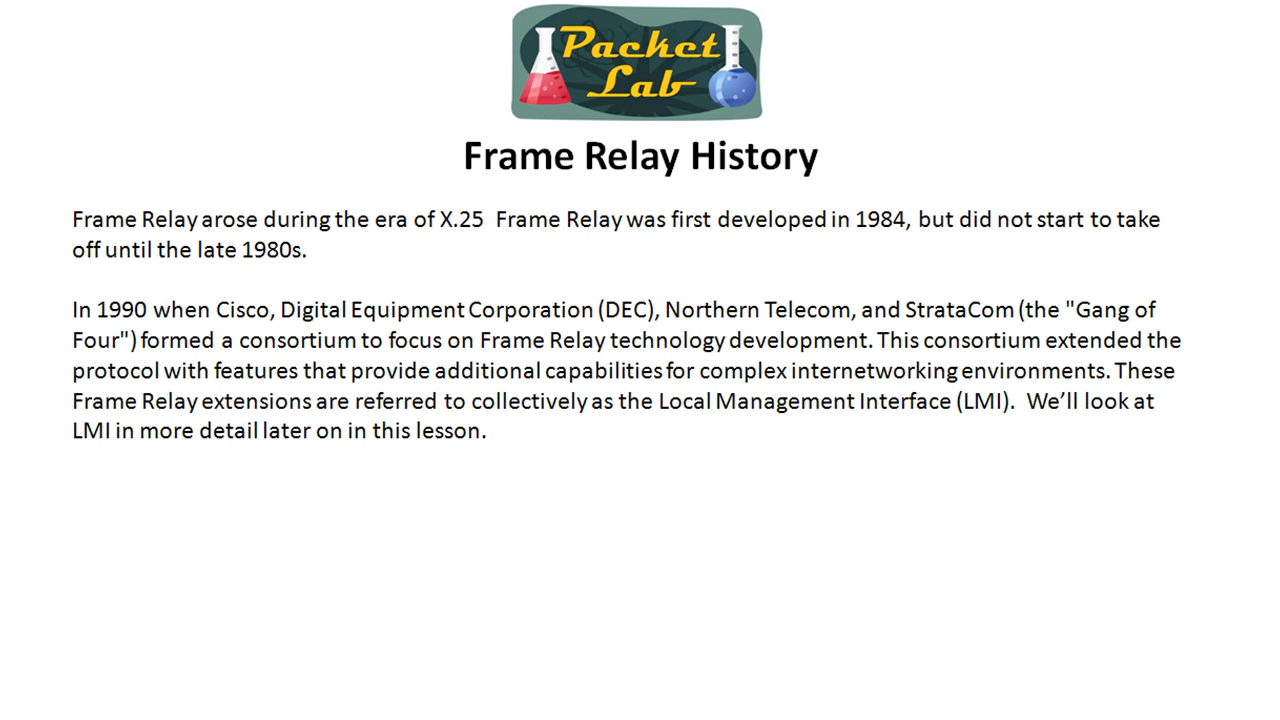 Packet
Lab
Frame Relay History
Frame Relay arose during the era of X.25  Frame Relay was first developed in 1984, but did not start to take
off until the late 1980s.
In 1990 when Cisco, Digital Equipment Corporation (DEC), Northern Telecom, and StrataCom (the "Gang of
Four") formed a consortium to focus on Frame Relay technology development. This consortium extended the
protocol with features that provide additional capabilities for complex internetworking environments. These
Frame Relay extensions are referred to collectively as the Local Management Interface (LMI).  We’ll look at
LMI in more detail later on in this lesson.